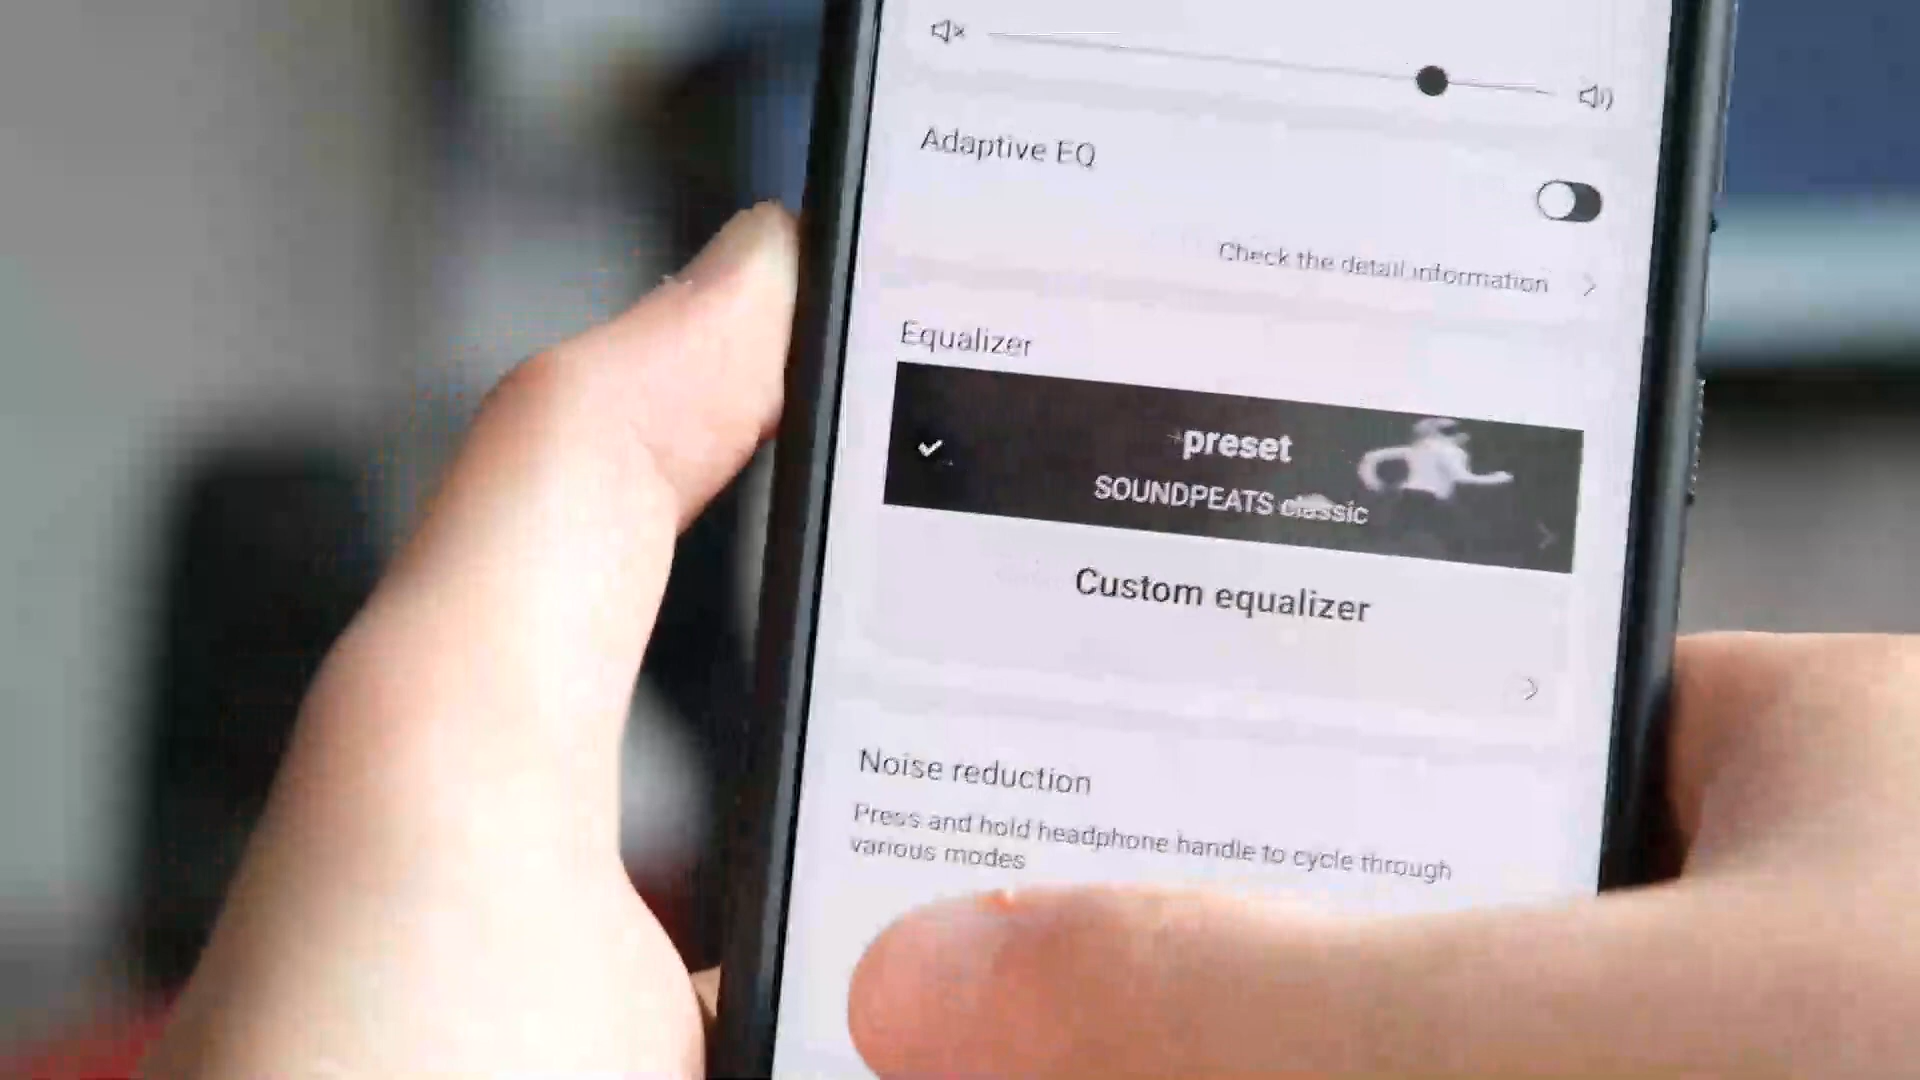 Adaptive EQ
Check the detail information
Equalizer
preset
SOUNDPEATS classic
Custom equalizer
Noise reduction
Press and hold headphone handle to cycle through
various modes